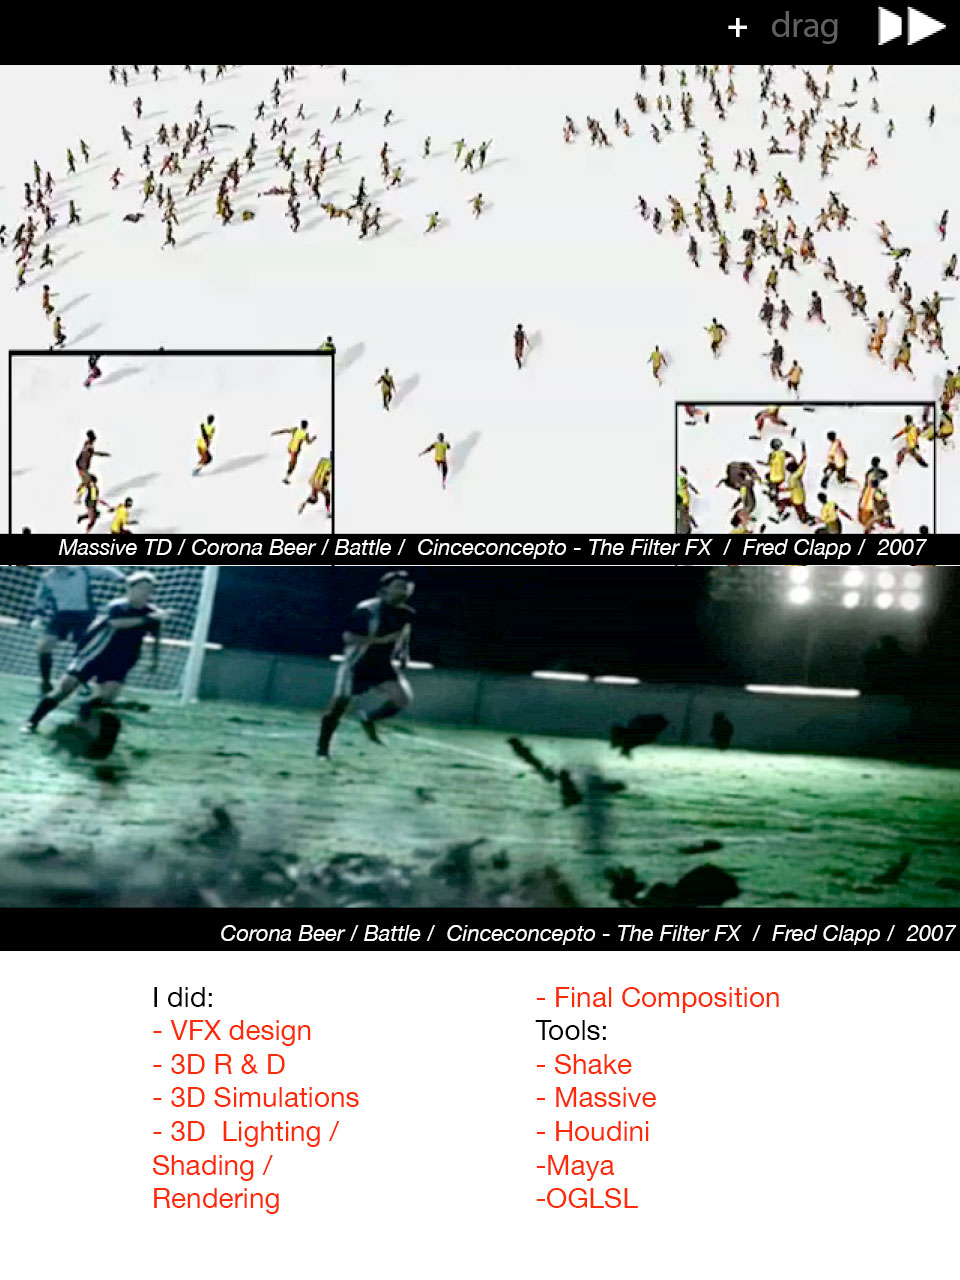 + drag
Massive TD / Corona Beer / Battle / Cinceconcepto - The Filter FX / Fred Clapp / 2007
Corona Beer / Battle / Cinceconcepto - The Filter FX / Fred Clapp / 2007
I did:
- VFX design
- 3D R & D
- 3D Simulations
- 3D Lighting /
Shading /
Rendering
- Final Composition
Tools:
- Shake
- Massive
- Houdini
-Maya
-OGLSL